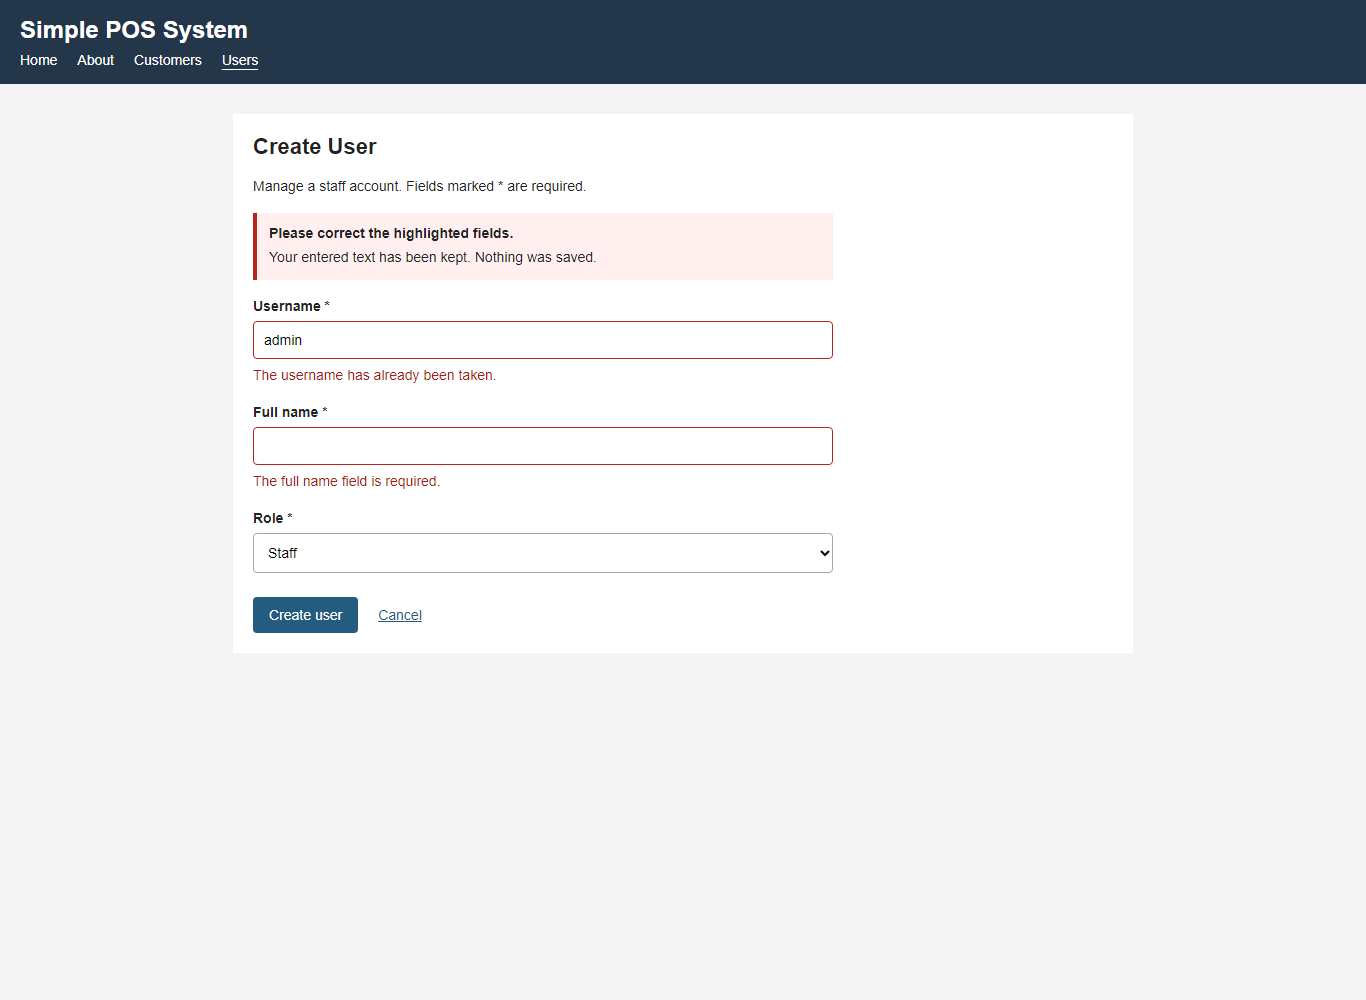 Simple POS System
Home About Customers Users
Create User
Manage a staff account. Fields marked * are required.
Please correct the highlighted fields.
Your entered text has been kept. Nothing was saved.
Username *
admin
The username has already been taken.
Full name *
The full name field is required.
Role *
Staff
Create user Cancel